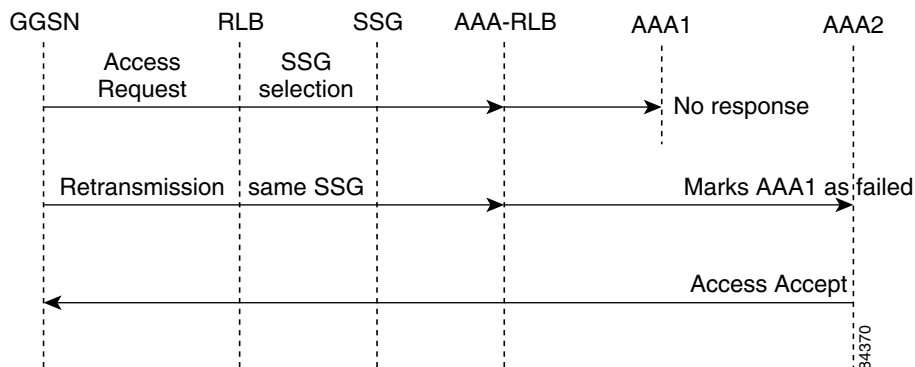 GGSN RLB SSG AAA-RLB AAA1 AAA2
Access
Request
SSG
selection
No response
Retransmission same SSG Marks AAA1 as failed
Access Accept